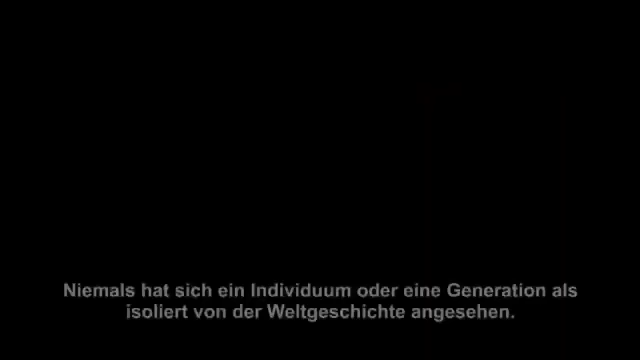 Niemals hat sich ein Individuum oder eine Generation als
isoliert von der Weltgeschichte angesehen.